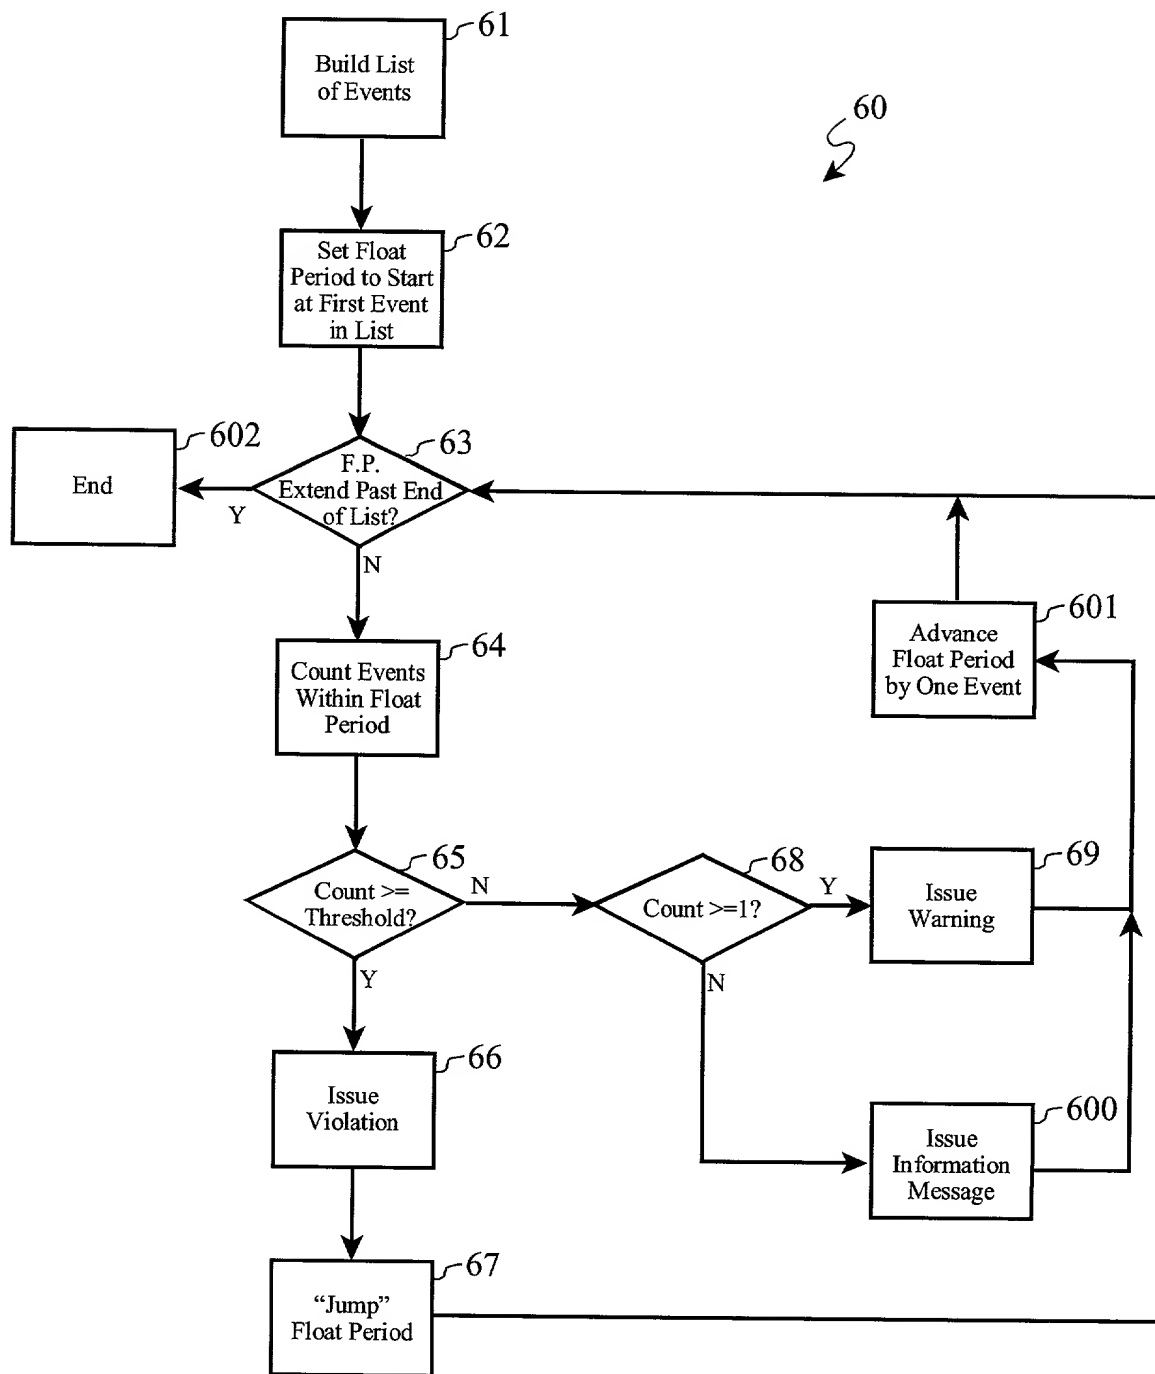 61
Build List
of Events
60
62
Set Float
Period to Start
at First Event
in List
602
End
63
F.P.
Extend Past End
of List?
Y
N
601
Advance
Float Period
by One Event
64
Count Events
Within Float
Period
65
Count >=
Threshold?
N
Y
68
Count >=1?
Y
N
69
Issue
Warning
66
Issue
Violation
600
Issue
Information
Message
67
“Jump”
Float Period